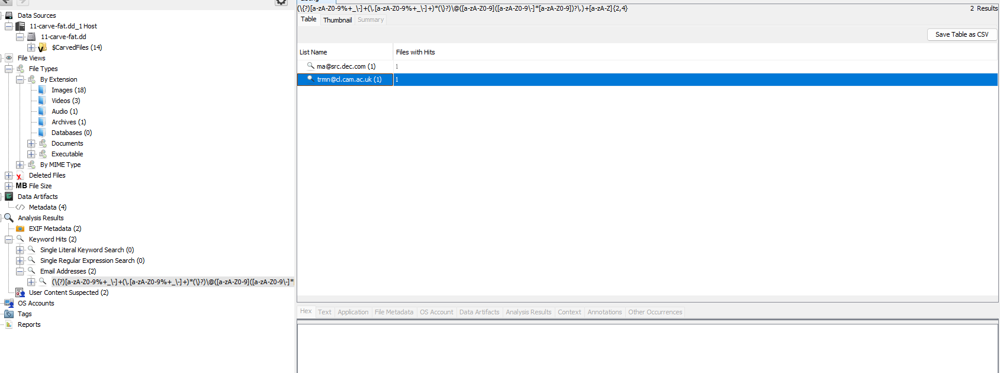 Data Sources
11-carve-fat.dd_1 Host
11-carve-fat.dd
$CarvedFiles (14)
File Views
File Types
By Extension
Images (18)
Videos (3)
Audio (1)
Archives (1)
Databases (0)
Documents
Executable
By MIME Type
Deleted Files
MB File Size
Data Artifacts
Metadata (4)
Analysis Results
EXIF Metadata (2)
Keyword Hits (2)
Single Literal Keyword Search (0)
Single Regular Expression Search (0)
Email Addresses (2)
(\{?)[a-zA-Z0-9%+_\-]+(\.[a-zA-Z0-9%+_\-]+)*(\}?)\@([a-zA-Z0-9]([a-zA-Z0-9\-]*
User Content Suspected (2)
OS Accounts
Tags
Reports
(\{?)[a-zA-Z0-9%+_\-]+(\.[a-zA-Z0-9%+_\-]+)*(\}?)\@([a-zA-Z0-9]([a-zA-Z0-9\-]*[a-zA-Z0-9])?\.)+[a-zA-Z]{2,4}
2 Results
Table Thumbnail Summary
Save Table as CSV
List Name Files with Hits
ma@src.dec.com (1) 1
trmn@cl.cam.ac.uk (1) 1
Hex Text Application File Metadata OS Account Data Artifacts Analysis Results Context Annotations Other Occurrences